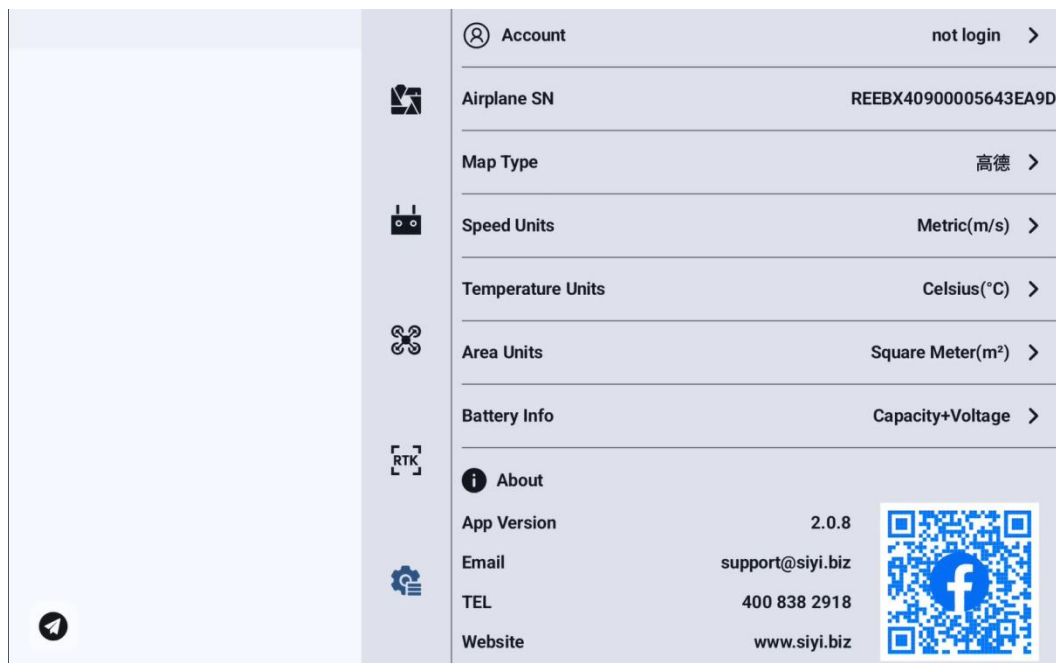 Account not login
Airplane SN REEBX40900005643EA9D
Map Type 高德
Speed Units Metric(m/s)
Temperature Units Celsius(°C)
Area Units Square Meter(m²)
Battery Info Capacity+Voltage
RTK
About
App Version 2.0.8
Email support@siyi.biz
TEL 400 838 2918
Website www.siyi.biz